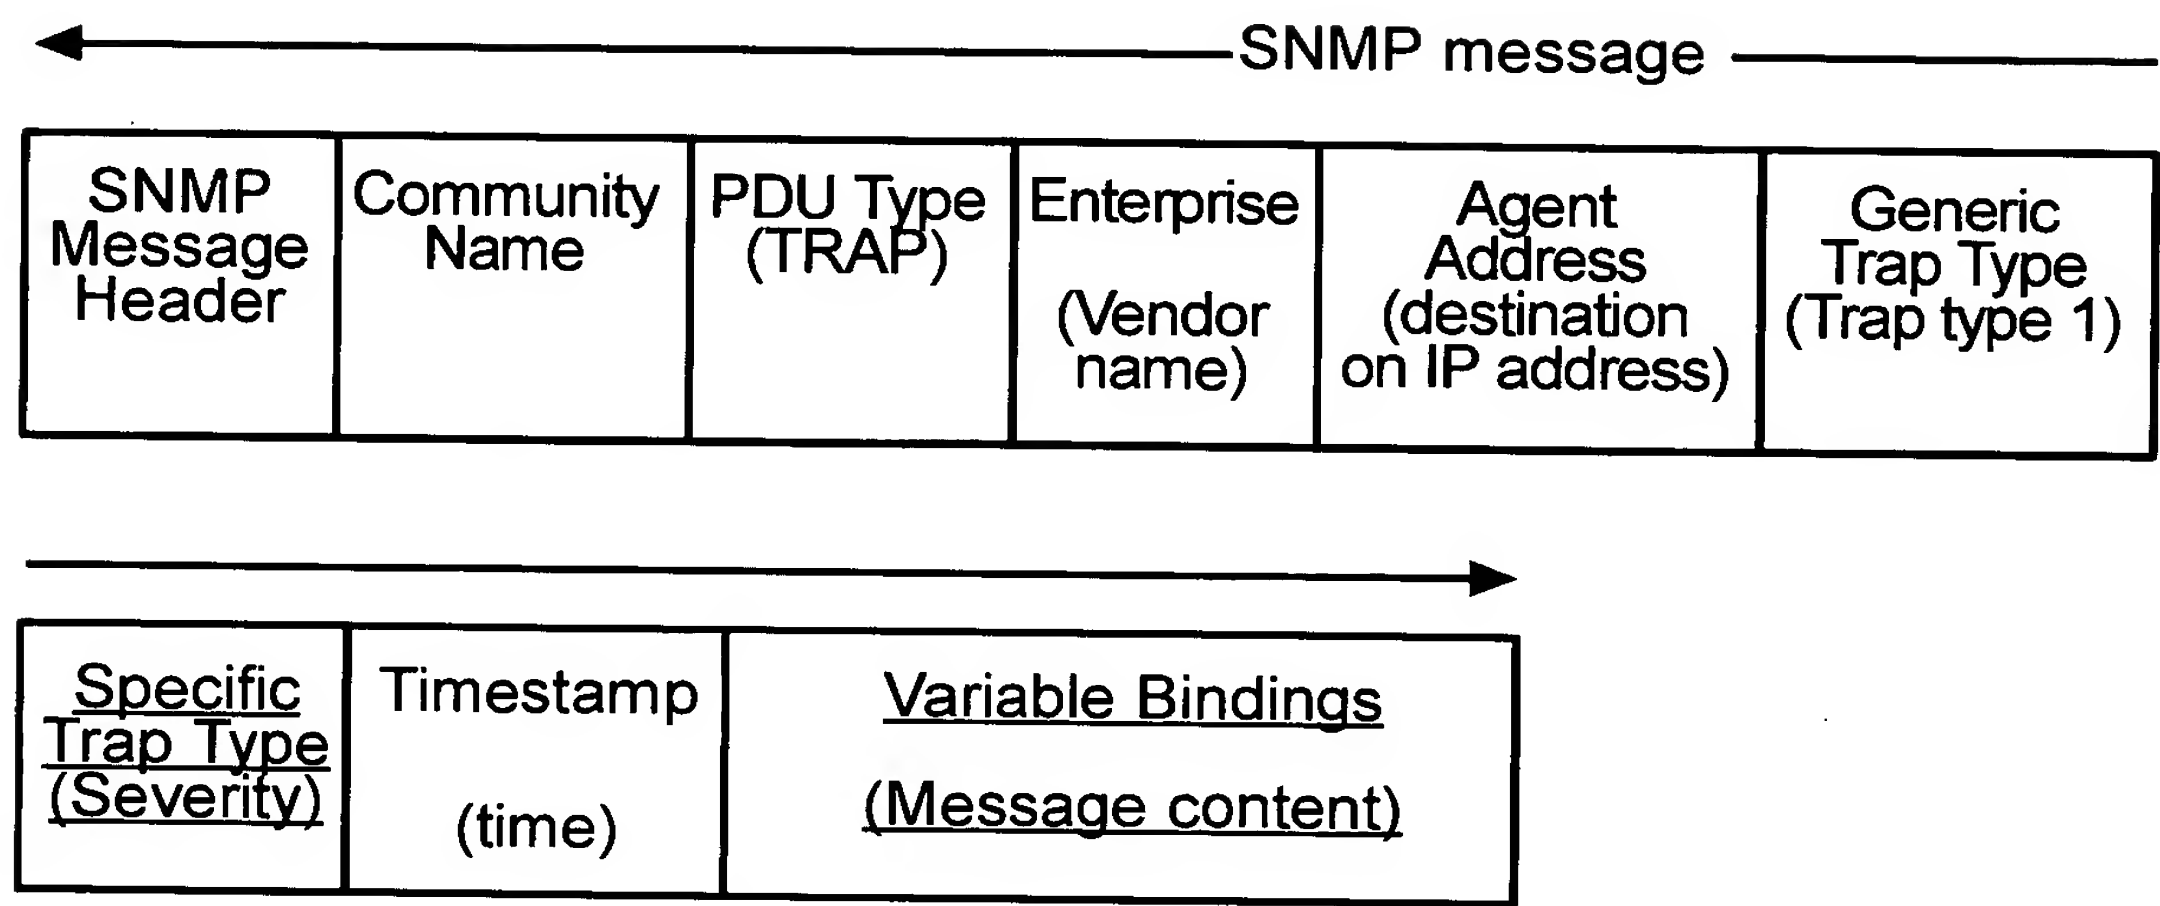 SNMP message
SNMP
Message
Header
Community
Name
PDU Type
(TRAP)
Enterprise
(Vendor
name)
Agent
Address
(destination
on IP address)
Generic
Trap Type
(Trap type 1)
Specific
Trap Type
(Severity)
Timestamp
(time)
Variable Bindings
(Message content)